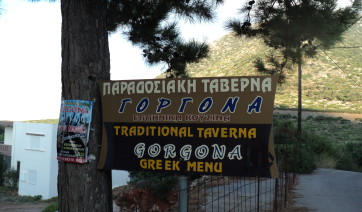 ΠΑΡΑΔΟΣΙΑΚΗ ΤΑΒΕΡΝΑ
ΓΟΡΓΟΝΑ
ΕΛΛΗΝΙΚΗ ΚΟΥΖΙΝΑ
TRADITIONAL TAVERNA
GORGONA
GREEK MENU